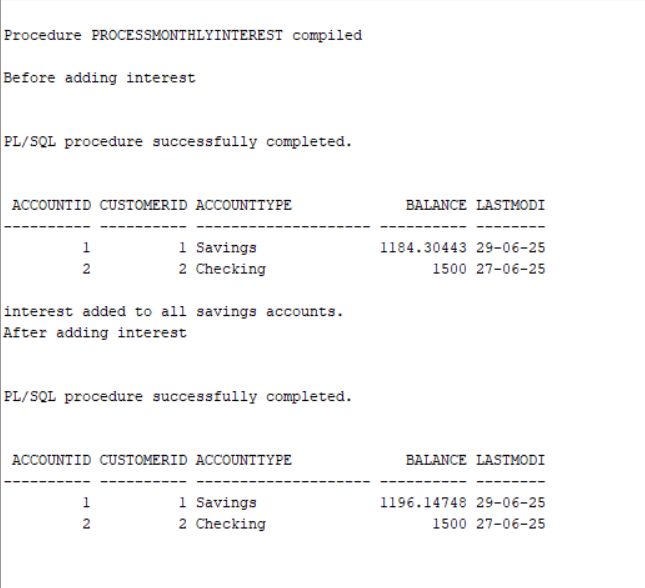 Procedure PROCESSMONTHLYINTEREST compiled
Before adding interest
PL/SQL procedure successfully completed.
ACCOUNTID CUSTOMERID ACCOUNTTYPE             BALANCE LASTMODI
---------- ---------- -------------------- ---------- --------
1          1 Savings              1184.30443 29-06-25
2          2 Checking                   1500 27-06-25
interest added to all savings accounts.
After adding interest
PL/SQL procedure successfully completed.
ACCOUNTID CUSTOMERID ACCOUNTTYPE             BALANCE LASTMODI
---------- ---------- -------------------- ---------- --------
1          1 Savings              1196.14748 29-06-25
2          2 Checking                   1500 27-06-25